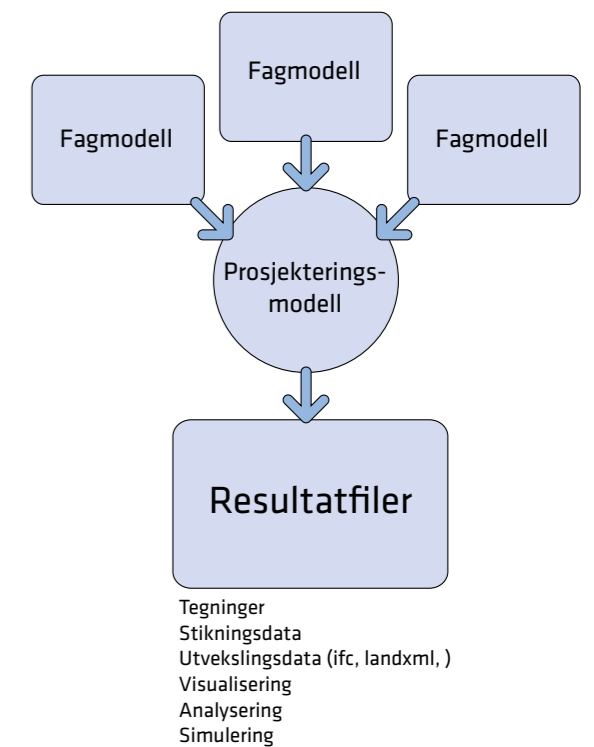 Fagmodell
Fagmodell
Fagmodell
Prosjekterings-
modell
Resultatfiler
Tegninger
Stikningsdata
Utvekslingsdata (ifc, landxml, )
Visualisering
Analysering
Simulering